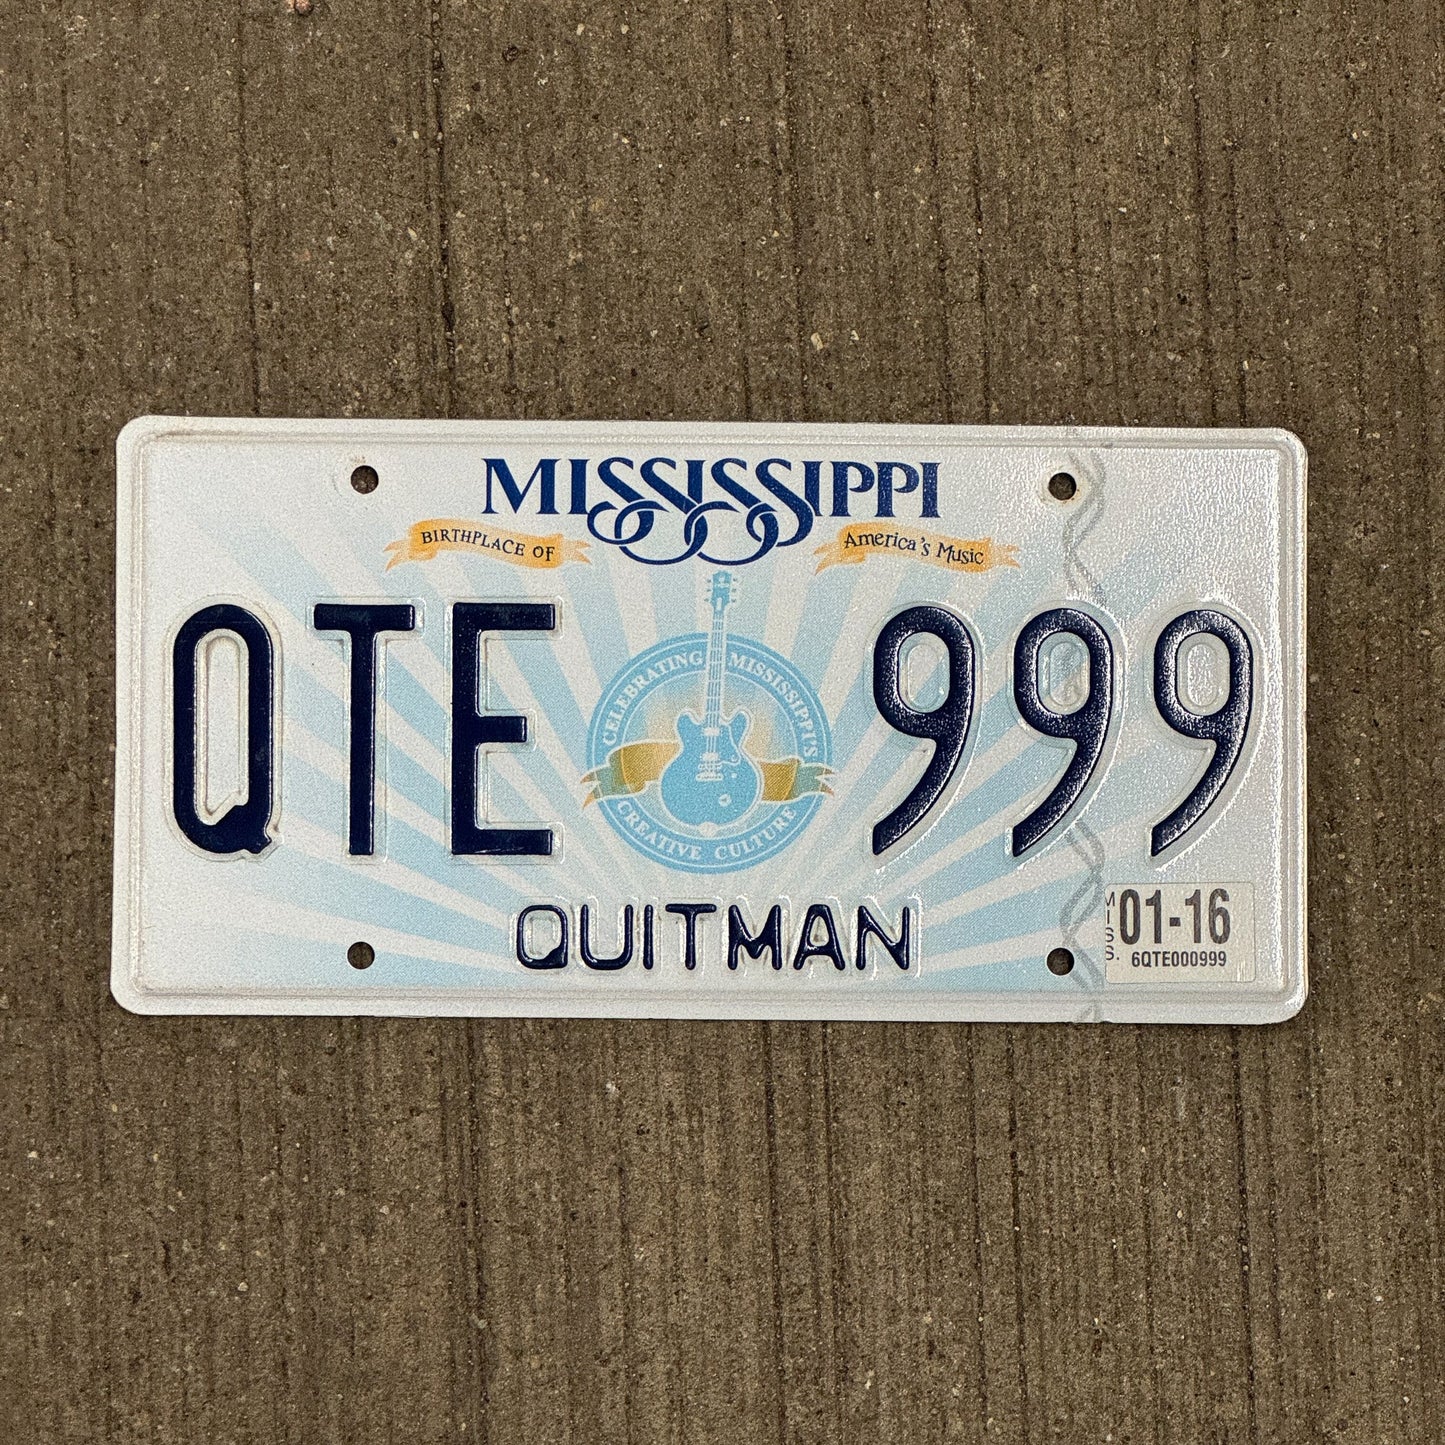 MISSISSIPPI
BIRTHPLACE OF America's Music
QTE 999
CELEBRATING MISSISSIPPI'S
CREATIVE CULTURE
QUITMAN
MISS.
01-16
6QTE000999